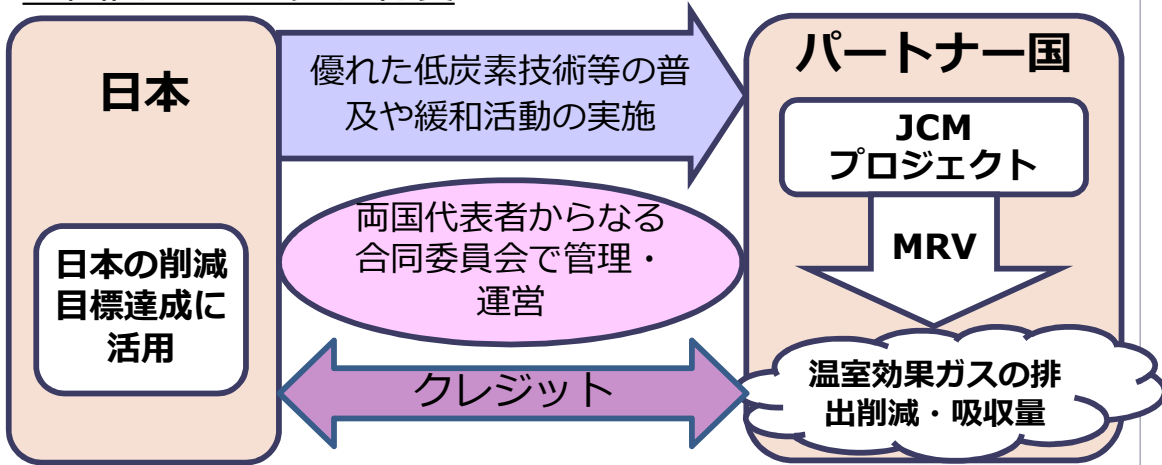 日本
優れた低炭素技術等の普
及や緩和活動の実施
パートナー国
JCM
プロジェクト
両国代表者からなる
合同委員会で管理・
運営
MRV
日本の削減
目標達成に
活用
クレジット
温室効果ガスの排
出削減・吸収量